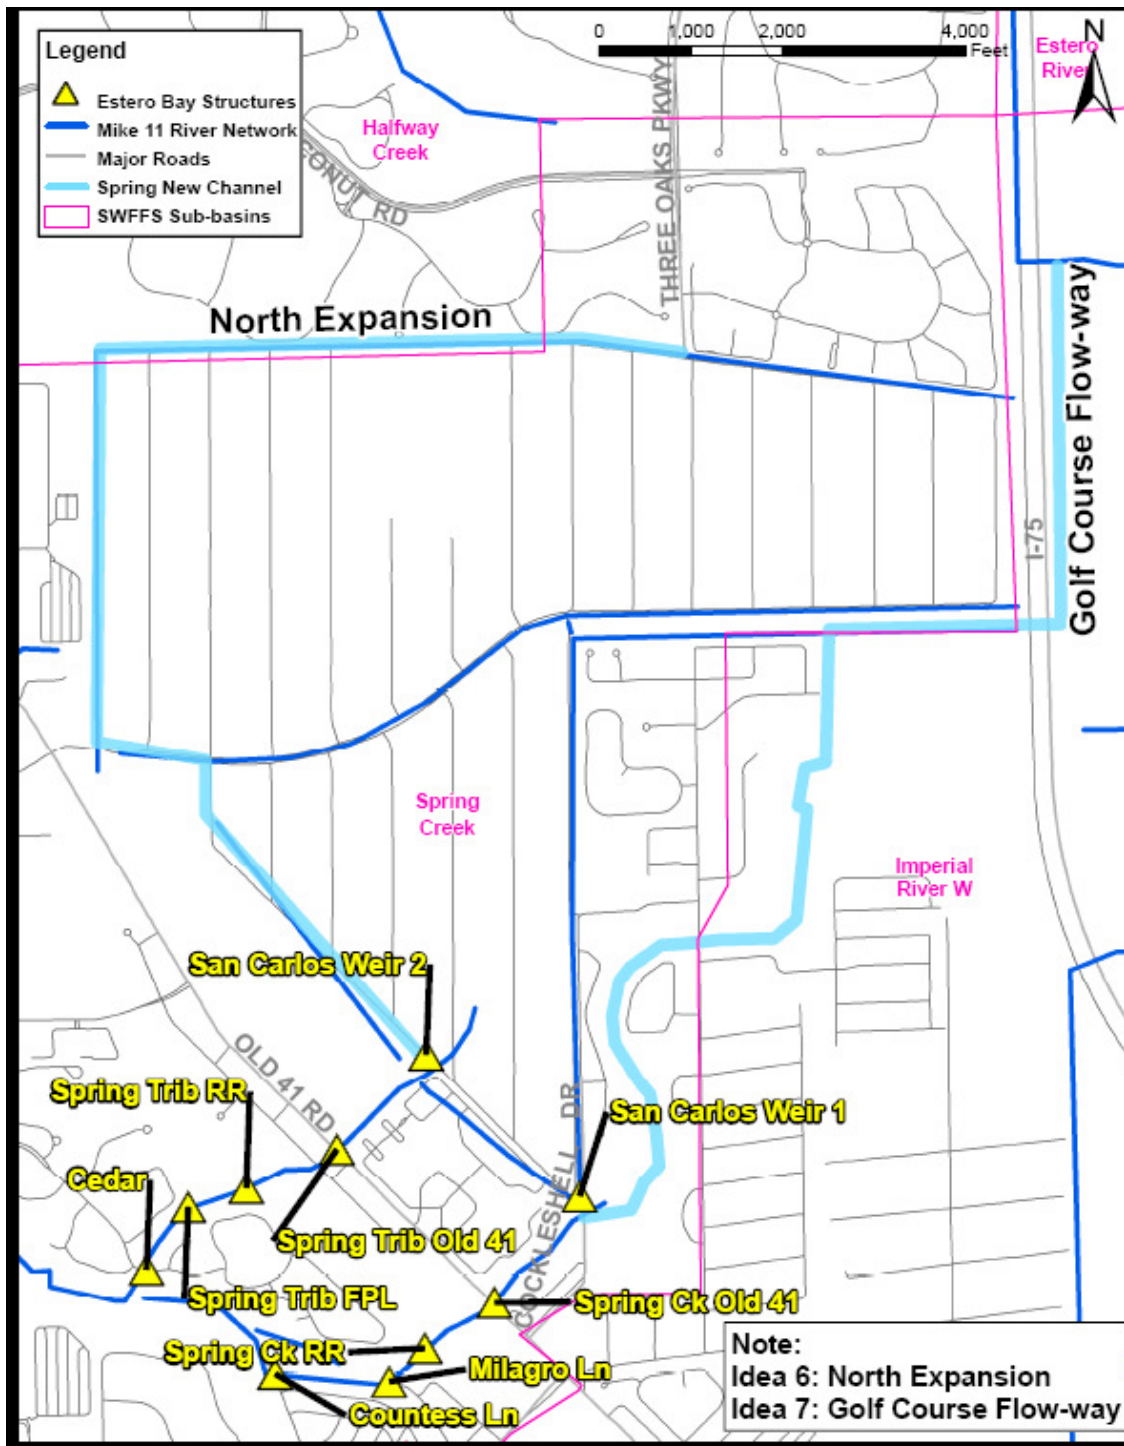 Legend
Estero Bay Structures
Mike 11 River Network
Major Roads
Spring New Channel
SWFFS Sub-basins
0 1,000 2,000 4,000
Feet
N
Estero
River
Halfway
Creek
THREE OAKS PKWY
North Expansion
Golf Course Flow-way
I-75
Spring
Creek
Imperial
River W
San Carlos Weir 2
OLD 41 RD
Spring Trib RR
COCKLESHELL DR
San Carlos Weir 1
Cedar
Spring Trib Old 41
Spring Trib FPL
Spring Ck Old 41
Spring Ck RR
Milagro Ln
Countess Ln
Note:
Idea 6: North Expansion
Idea 7: Golf Course Flow-way